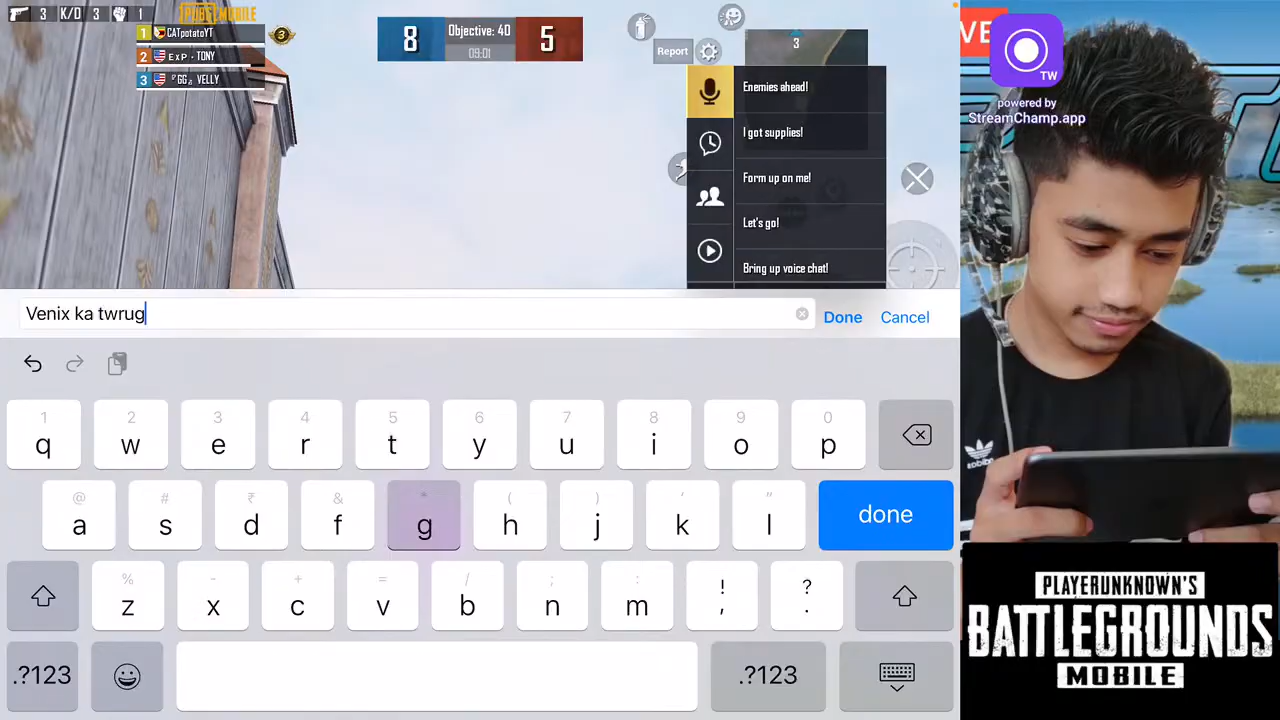 3 K/D 3 1
PUBG MOBILE
1 CATpotatoYT 3
2 ExP・TONY
3 GG VELLY
8 Objective: 40 5
09:01
Report
3
Enemies ahead!
I got supplies!
Form up on me!
Let's go!
Bring up voice chat!
VE
TW
powered by
StreamChamp.app
Venix ka twrug
Done Cancel
1 2 3 4 5 6 7 8 9 0
q w e r t y u i o p
@ # ₹ & * ( ) ' "
a s d f g h j k l done
% - + = / ; : ! ?
z x c v b n m , .
.?123 .?123
adidas
PLAYERUNKNOWN'S
BATTLEGROUNDS
MOBILE